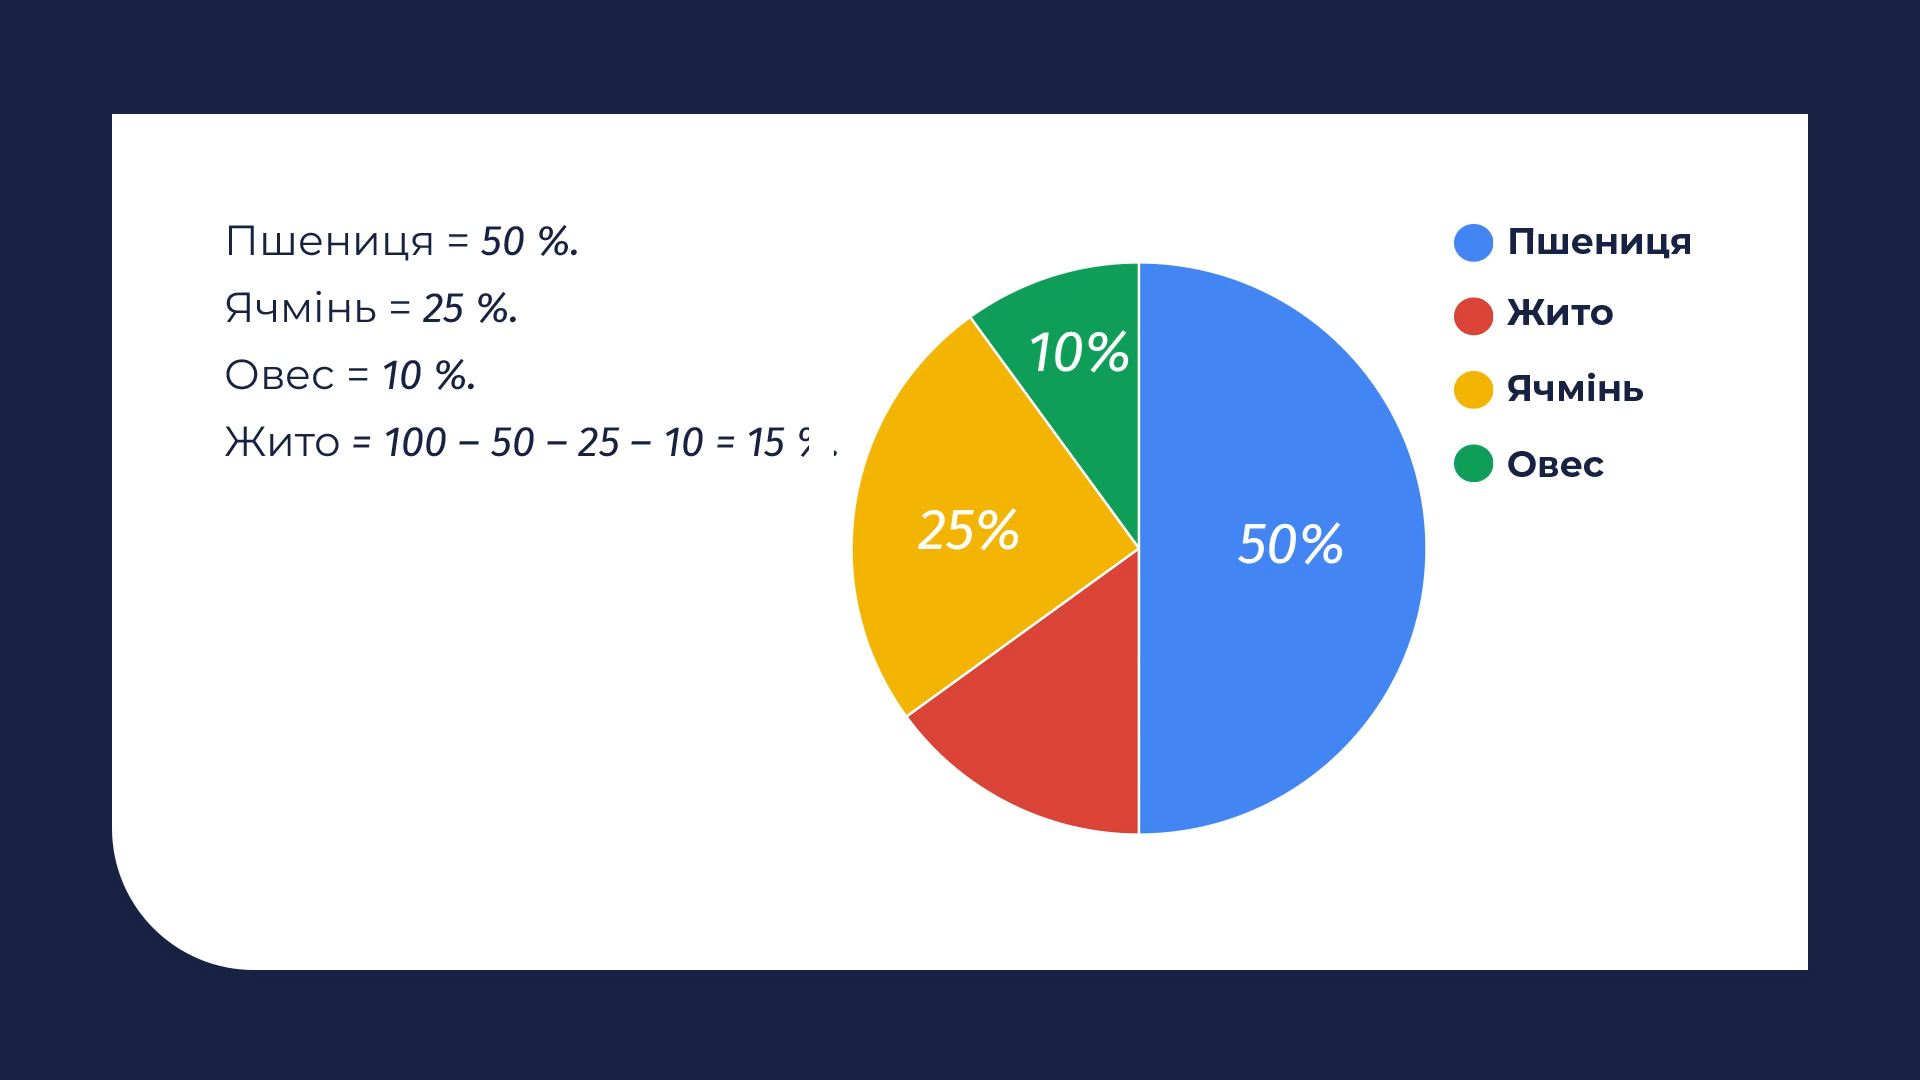 Пшениця = 50 %.
Ячмінь = 25 %.
Овес = 10 %.
Жито = 100 – 50 – 25 – 10 = 15 % .
10%
25%
50%
Пшениця
Жито
Ячмінь
Овес